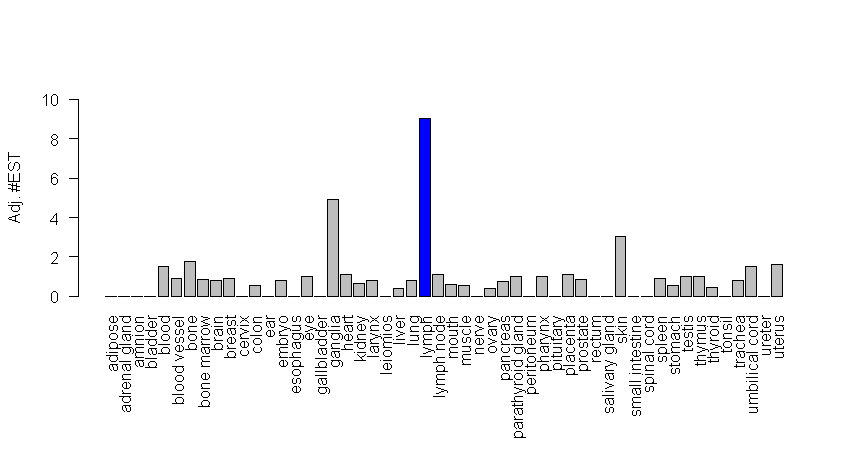 10
8
6
4
2
0
Adj. #EST
adipose
adrenal gland
amnion
bladder
blood
blood vessel
bone
bone marrow
brain
breast
cervix
colon
ear
embryo
esophagus
eye
gallbladder
ganglia
heart
kidney
larynx
leiomios
liver
lung
lymph
lymph node
mouth
muscle
nerve
ovary
pancreas
parathyroid gland
peritoneum
pharynx
pituitary
placenta
prostate
rectum
salivary gland
skin
small intestine
spinal cord
spleen
stomach
testis
thymus
thyroid
tonsil
trachea
umbilical cord
ureter
uterus